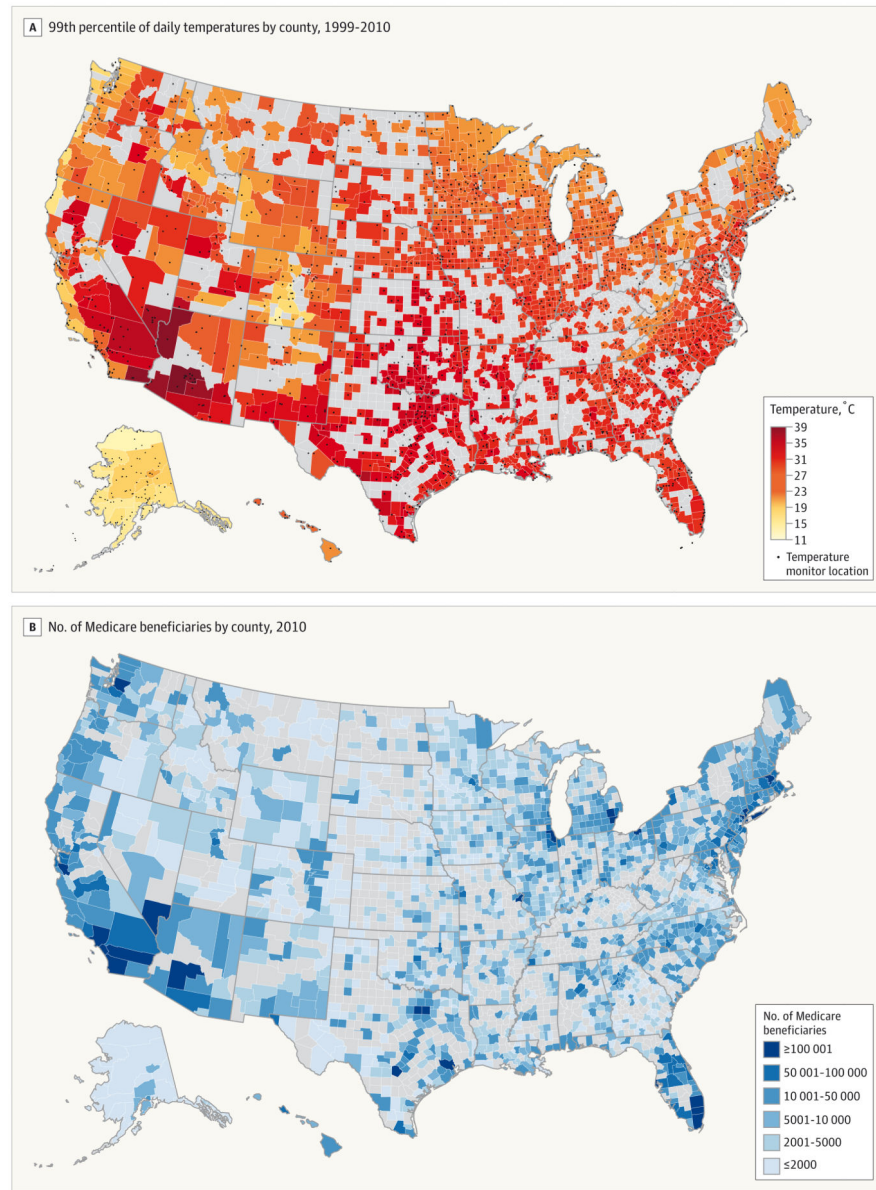 A 99th percentile of daily temperatures by county, 1999-2010
Temperature, °C
39
35
31
27
23
19
15
11
Temperature
monitor location
B No. of Medicare beneficiaries by county, 2010
No. of Medicare
beneficiaries
≥100 001
50 001-100 000
10 001-50 000
5001-10 000
2001-5000
≤2000